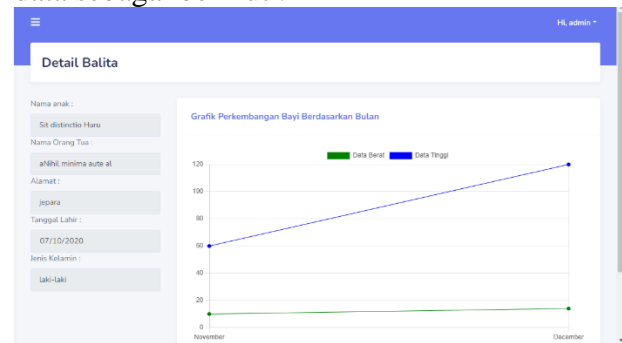 Hi, admin
Detail Balita
Nama anak :
Sit distinctio Haru
Nama Orang Tua :
aNihil minima aute al
Alamat :
jepara
Tanggal Lahir :
07/10/2020
Jenis Kelamin :
laki-laki
Grafik Perkembangan Bayi Berdasarkan Bulan
Data Berat Data Tinggi
120
100
80
60
40
20
0
November December